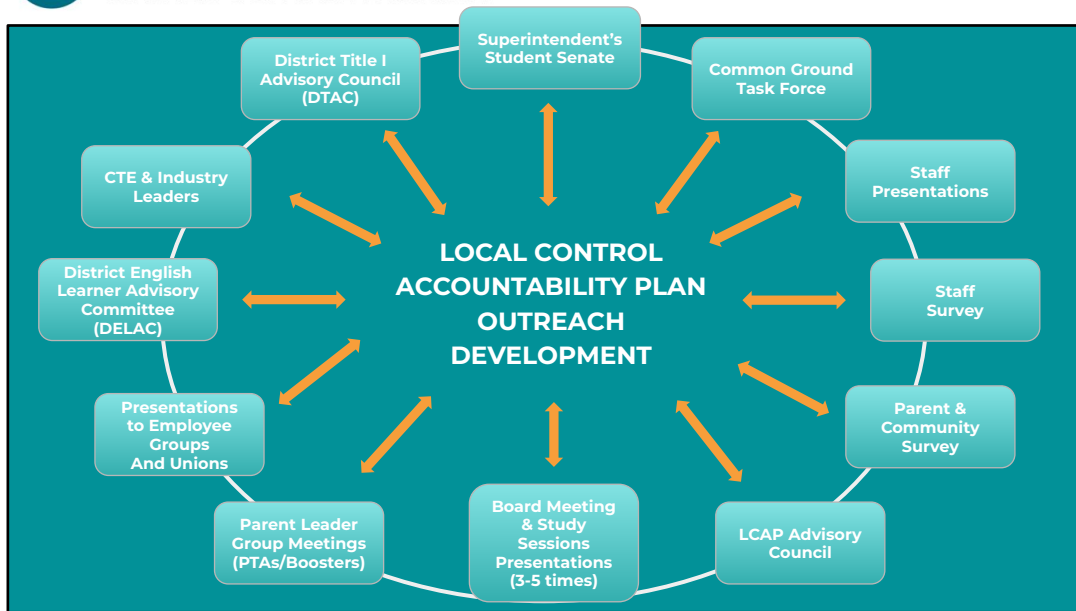 Superintendent's
Student Senate
Common Ground
Task Force
Staff
Presentations
Staff
Survey
Parent &
Community
Survey
LCAP Advisory
Council
Board Meeting
& Study
Sessions
Presentations
(3-5 times)
Parent Leader
Group Meetings
(PTAs/Boosters)
Presentations
to Employee
Groups
And Unions
District English
Learner Advisory
Committee
(DELAC)
CTE & Industry
Leaders
District Title I
Advisory Council
(DTAC)
LOCAL CONTROL
ACCOUNTABILITY PLAN
OUTREACH
DEVELOPMENT